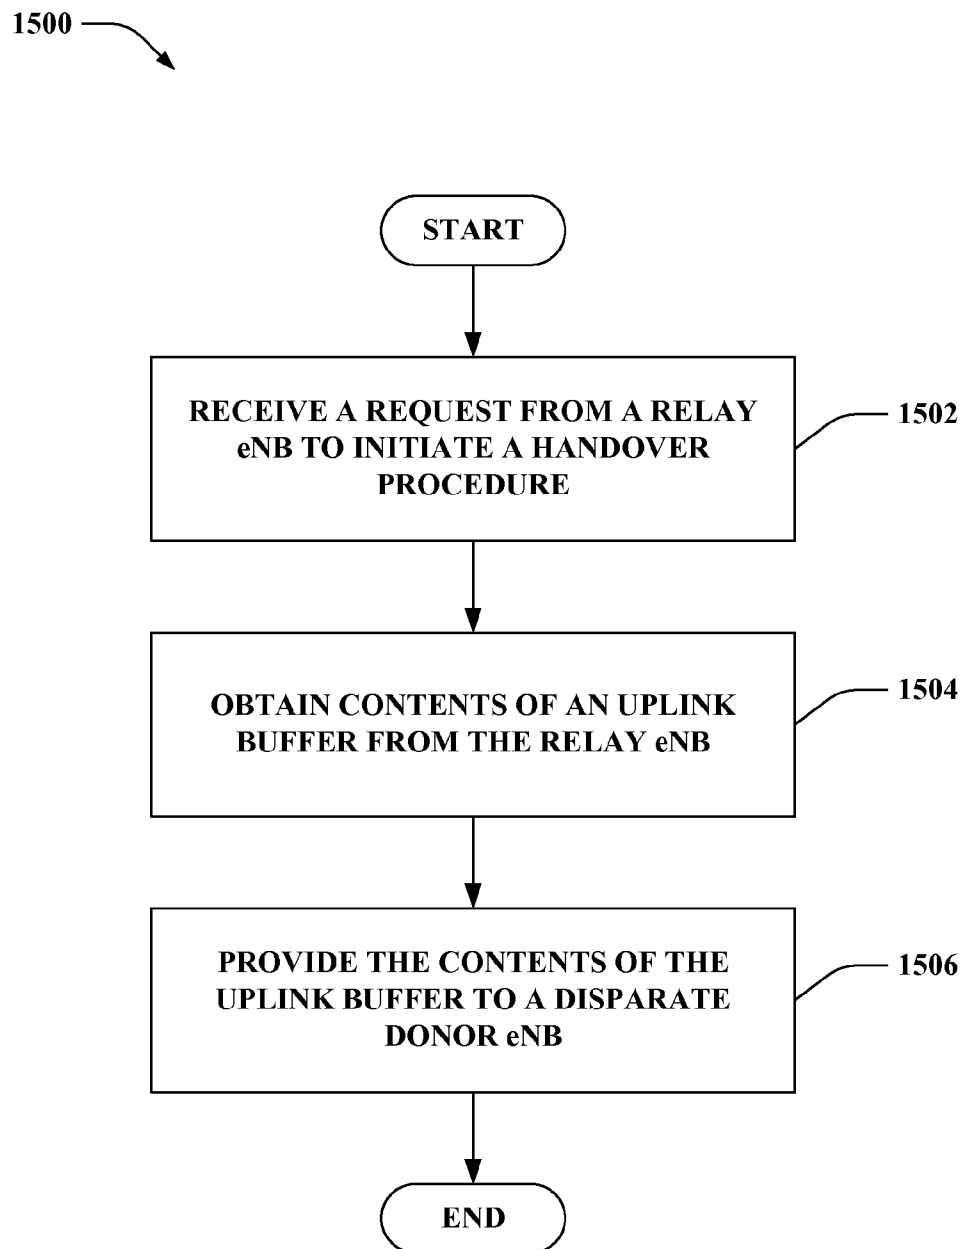 1500
START
RECEIVE A REQUEST FROM A RELAY
eNB TO INITIATE A HANDOVER
PROCEDURE
1502
OBTAIN CONTENTS OF AN UPLINK
BUFFER FROM THE RELAY eNB
1504
PROVIDE THE CONTENTS OF THE
UPLINK BUFFER TO A DISPARATE
DONOR eNB
1506
END